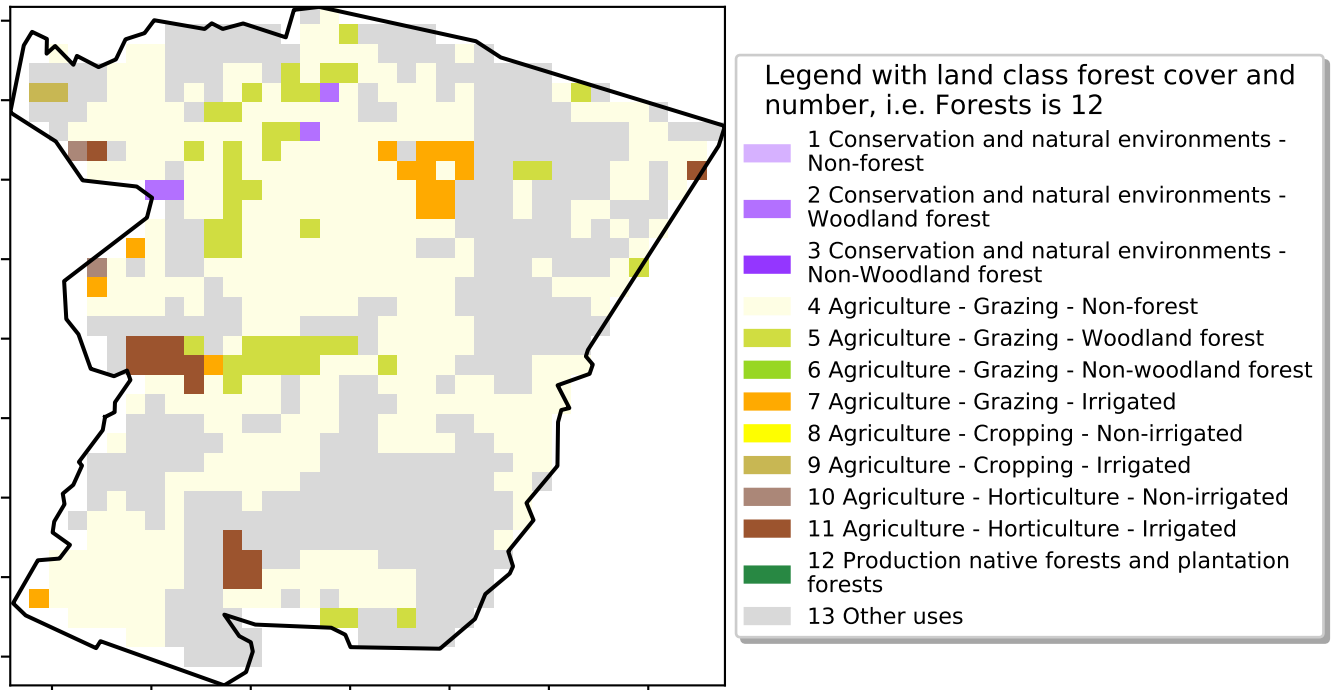 Legend with land class forest cover and
number, i.e. Forests is 12
1 Conservation and natural environments -
Non-forest
2 Conservation and natural environments -
Woodland forest
3 Conservation and natural environments -
Non-Woodland forest
4 Agriculture - Grazing - Non-forest
5 Agriculture - Grazing - Woodland forest
6 Agriculture - Grazing - Non-woodland forest
7 Agriculture - Grazing - Irrigated
8 Agriculture - Cropping - Non-irrigated
9 Agriculture - Cropping - Irrigated
10 Agriculture - Horticulture - Non-irrigated
11 Agriculture - Horticulture - Irrigated
12 Production native forests and plantation
forests
13 Other uses